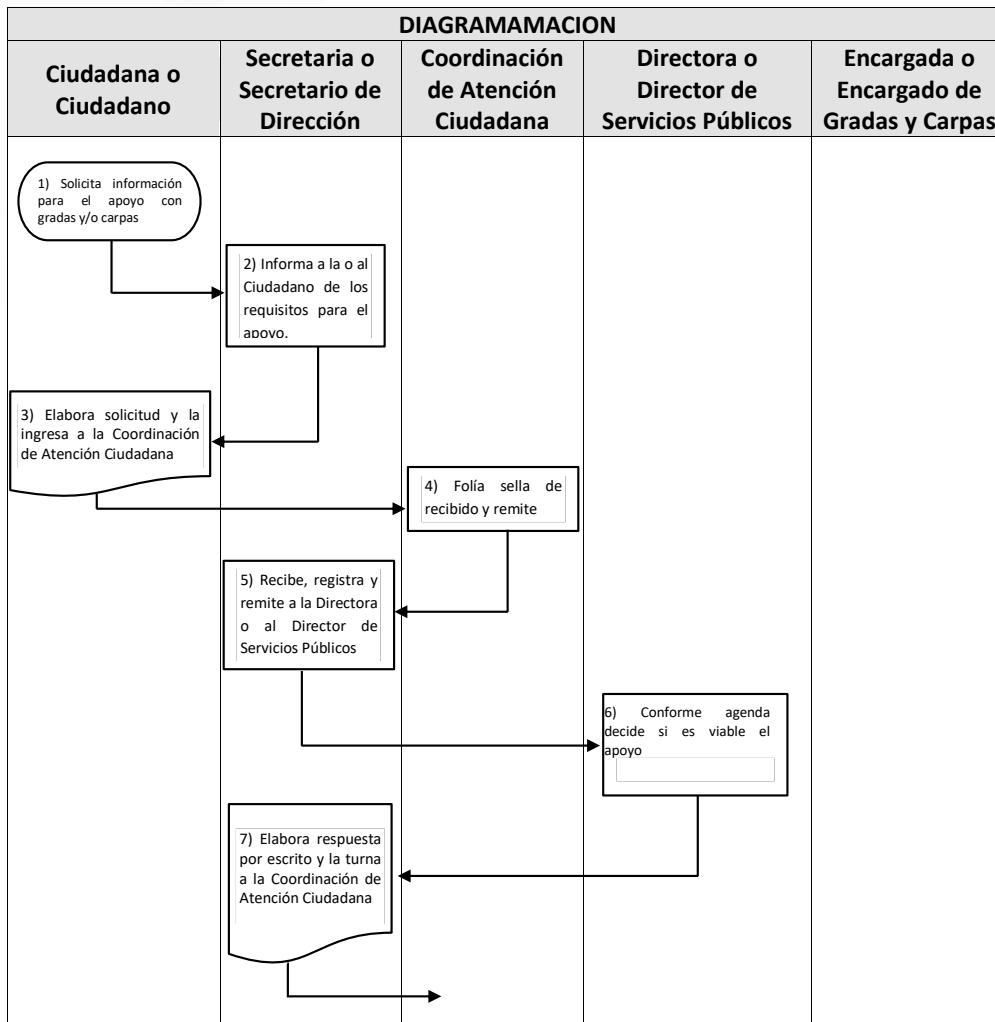 DIAGRAMAMACION
Ciudadana o
Ciudadano
Secretaria o
Secretario de
Dirección
Coordinación
de Atención
Ciudadana
Directora o
Director de
Servicios Públicos
Encargada o
Encargado de
Gradas y Carpas
1) Solicita información
para el apoyo con
gradas y/o carpas
2) Informa a la o al
Ciudadano de los
requisitos para el
apoyo.
3) Elabora solicitud y la
ingresa a la Coordinación
de Atención Ciudadana
4) Folía sella de
recibido y remite
5) Recibe, registra y
remite a la Directora
o al Director de
Servicios Públicos
6) Conforme agenda
decide si es viable el
apoyo
7) Elabora respuesta
por escrito y la turna
a la Coordinación de
Atención Ciudadana